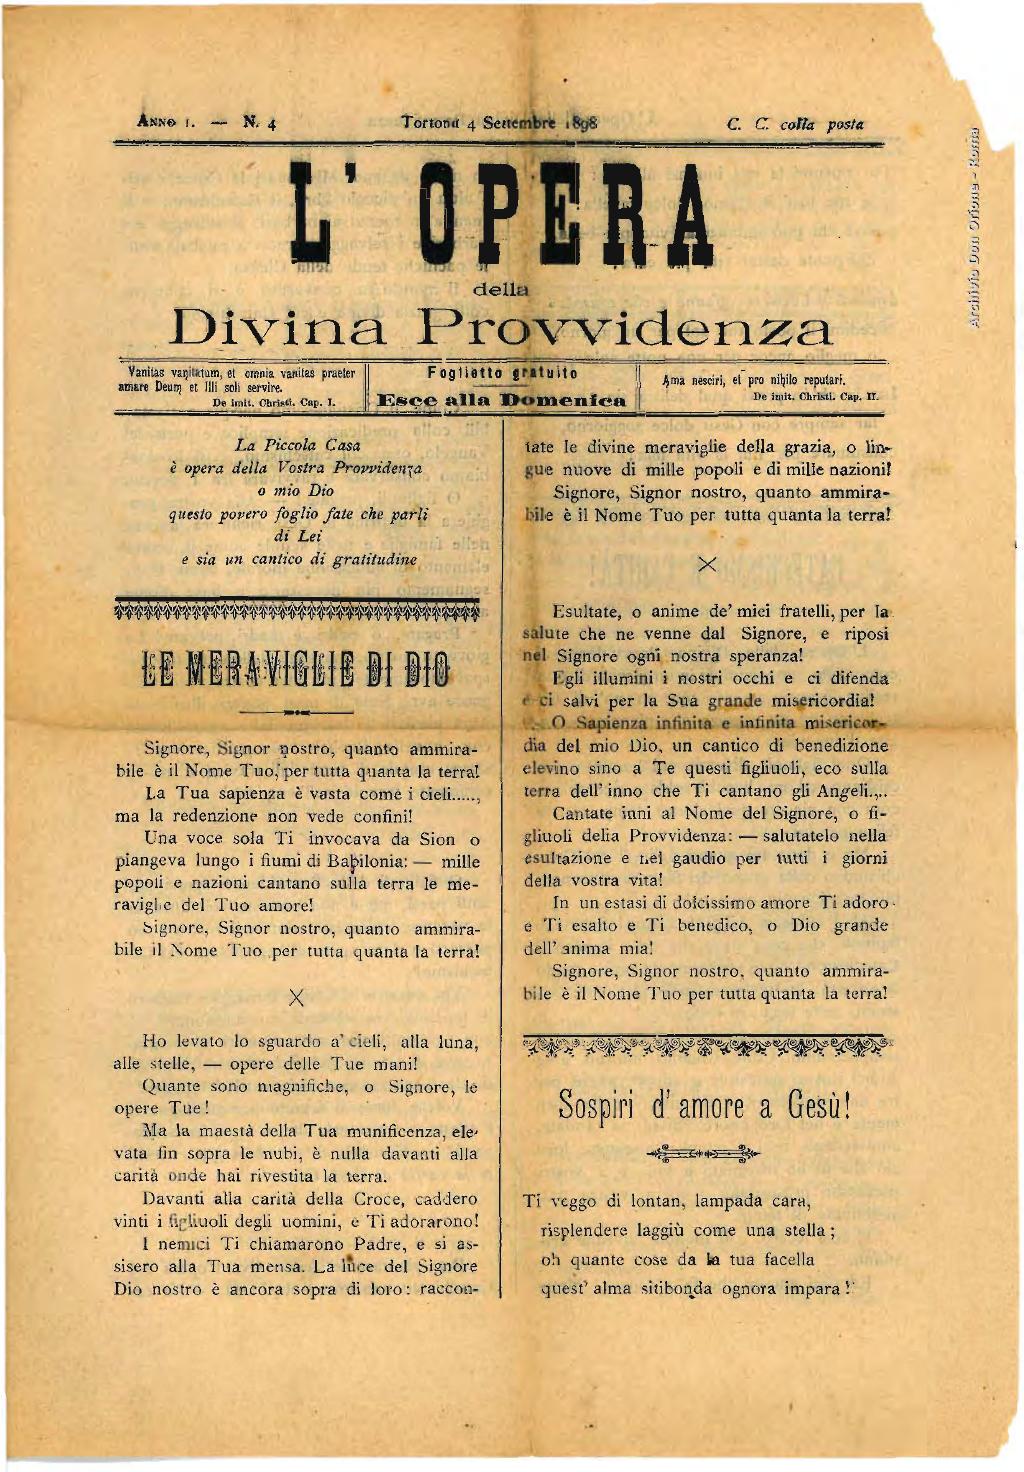 ANNO I. — N. 4
Tortona 4 Settembre 1898
C. C. colla posta
L' OPERA
della
Divina Provvidenza
Vanitas vanitatum, et omnia vanitas praeter
amare Deum et Illi soli servire.
De imit. Christi. Cap. I.
Foglietto gratuito
Esce alla Domenica
Ama nesciri, et pro nihilo reputari.
De imit. Christi. Cap. II.
La Piccola Casa
è opera della Vostra Provvidenza
o mio Dio
questo povero foglio fate che parli
di Lei
e sia un cantico di gratitudine
LE MERAVIGLIE DI DIO
Signore, Signor nostro, quanto ammira-
bile è il Nome Tuo, per tutta quanta la terra!
La Tua sapienza è vasta come i cieli.....,
ma la redenzione non vede confini!
Una voce sola Ti invocava da Sion o
piangeva lungo i fiumi di Babilonia: — mille
popoli e nazioni cantano sulla terra le me-
raviglie del Tuo amore!
Signore, Signor nostro, quanto ammira-
bile il Nome Tuo per tutta quanta la terra!
X
Ho levato lo sguardo a' cieli, alla luna,
alle stelle, — opere delle Tue mani!
Quante sono magnifiche, o Signore, le
opere Tue!
Ma la maestà della Tua munificenza, ele-
vata fin sopra le nubi, è nulla davanti alla
carità onde hai rivestita la terra.
Davanti alla carità della Croce, caddero
vinti i figliuoli degli uomini, e Ti adorarono!
I nemici Ti chiamarono Padre, e si as-
sisero alla Tua mensa. La luce del Signore
Dio nostro è ancora sopra di loro: raccon-
tate le divine meraviglie della grazia, o lin-
gue nuove di mille popoli e di mille nazioni!
Signore, Signor nostro, quanto ammira-
bile è il Nome Tuo per tutta quanta la terra!
X
Esultate, o anime de' miei fratelli, per la
salute che ne venne dal Signore, e riposi
nel Signore ogni nostra speranza!
Egli illumini i nostri occhi e ci difenda
e ci salvi per la Sua grande misericordia!
O Sapienza infinita e infinita misericor-
dia del mio Dio, un cantico di benedizione
elevino sino a Te questi figliuoli, eco sulla
terra dell' inno che Ti cantano gli Angeli....
Cantate inni al Nome del Signore, o fi-
gliuoli della Provvidenza: — salutatelo nella
esultazione e nel gaudio per tutti i giorni
della vostra vita!
In un estasi di dolcissimo amore Ti adoro
e Ti esalto e Ti benedico, o Dio grande
dell' anima mia!
Signore, Signor nostro, quanto ammira-
bile è il Nome Tuo per tutta quanta la terra!
Sospiri d' amore a Gesù!
Ti veggo di lontan, lampada cara,
risplendere laggiù come una stella;
oh quante cose da la tua facella
quest' alma sitibonda ognora impara!
Archivio Don Orione - Roma